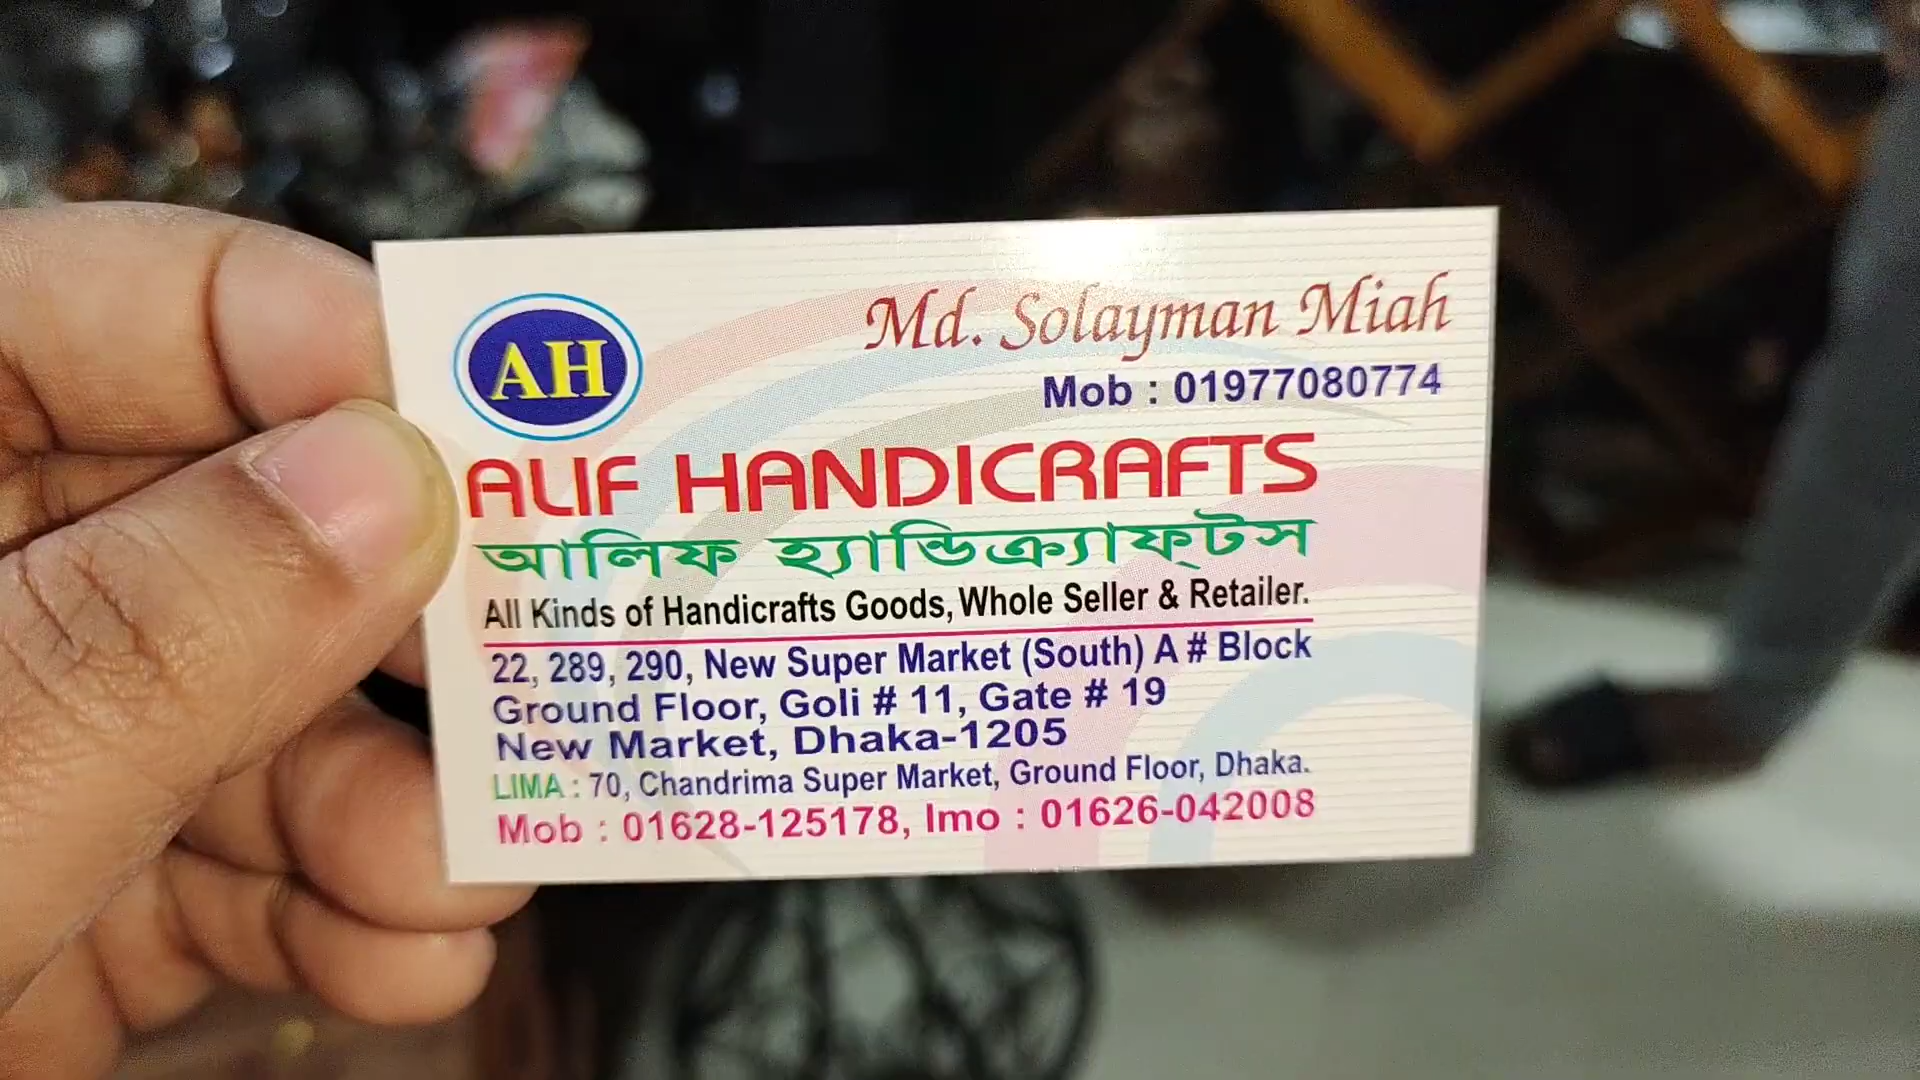 AH
Md. Solayman Miah
Mob : 01977080774
ALIF HANDICRAFTS
আলিফ হ্যান্ডিক্র্যাফ্‌টস
All Kinds of Handicrafts Goods, Whole Seller & Retailer.
22, 289, 290, New Super Market (South) A # Block
Ground Floor, Goli # 11, Gate # 19
New Market, Dhaka-1205
LIMA : 70, Chandrima Super Market, Ground Floor, Dhaka.
Mob : 01628-125178, Imo : 01626-042008